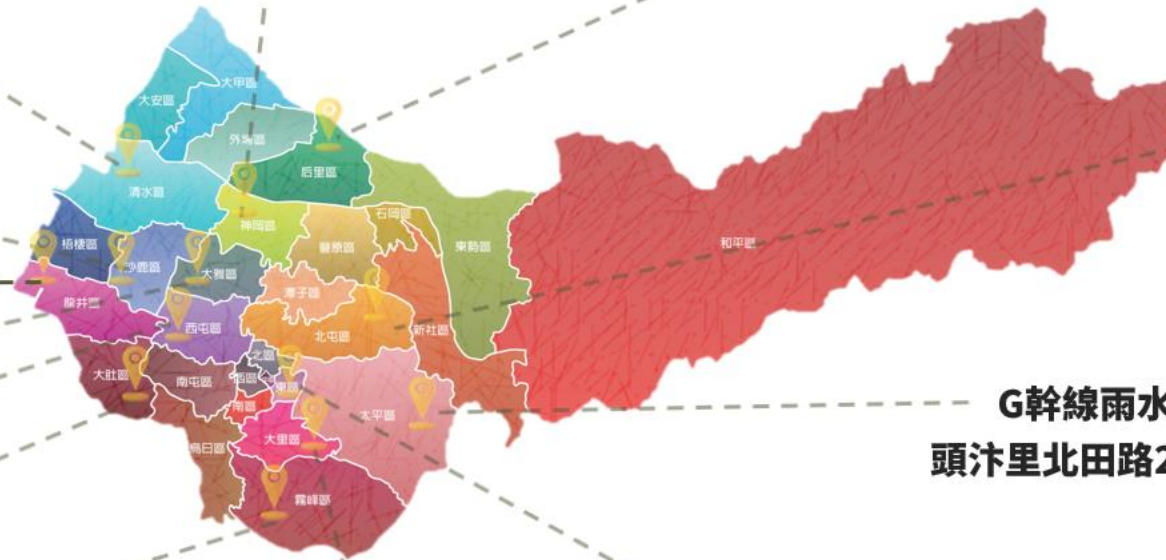 大甲區
大安區
外埔區
后里區
清水區
石岡區
神岡區
豐原區
東勢區
和平區
梧棲區
沙鹿區
大雅區
潭子區
龍井區
西屯區
北屯區
新社區
北區
大肚區
南屯區
西區
東區
南區
太平區
大里區
烏日區
霧峰區
G幹線雨水
頭汴里北田路2